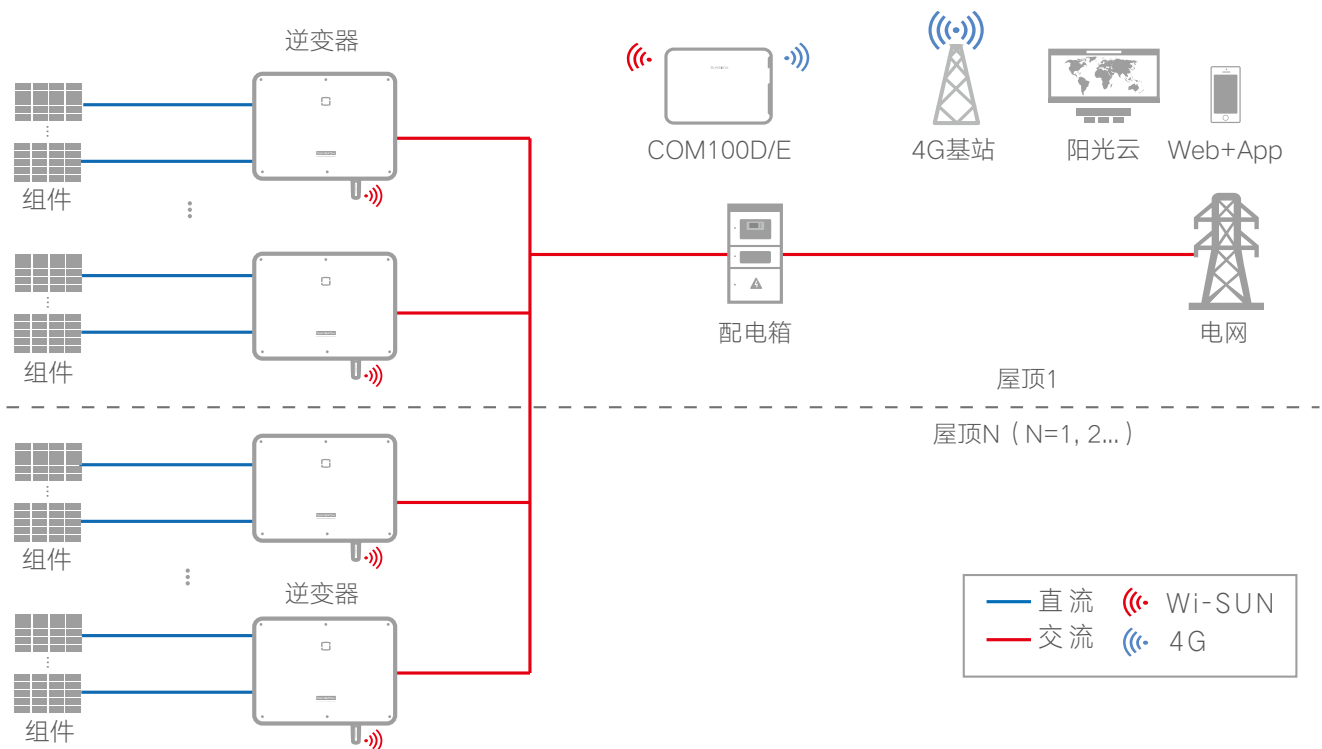 逆变器
COM100D/E
4G基站
阳光云
Web+App
组件
配电箱
电网
组件
屋顶1
屋顶N（N=1, 2...）
组件
逆变器
直流
Wi-SUN
交流
4G
组件